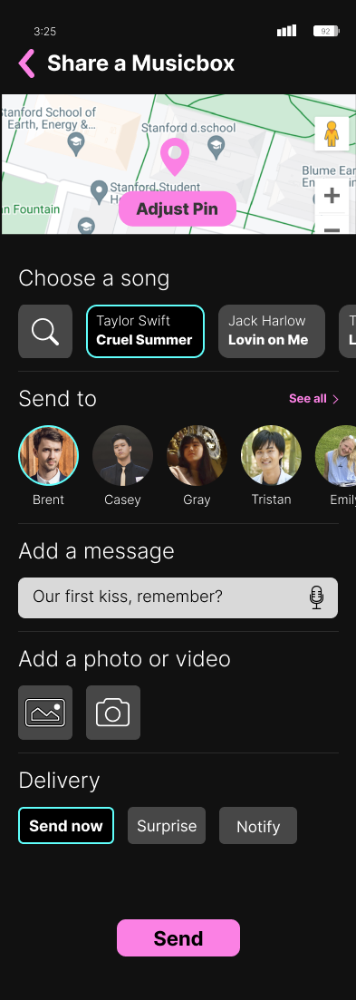 3:25
92
Share a Musicbox
Stanford School of
Earth, Energy &...
Stanford d.school
Blume Ear
Stanford Student
n Fountain
Adjust Pin
Choose a song
Taylor Swift
Cruel Summer
Jack Harlow
Lovin on Me
T
L
Send to
See all
Brent
Casey
Gray
Tristan
Emily
Add a message
Our first kiss, remember?
Add a photo or video
Delivery
Send now
Surprise
Notify
Send